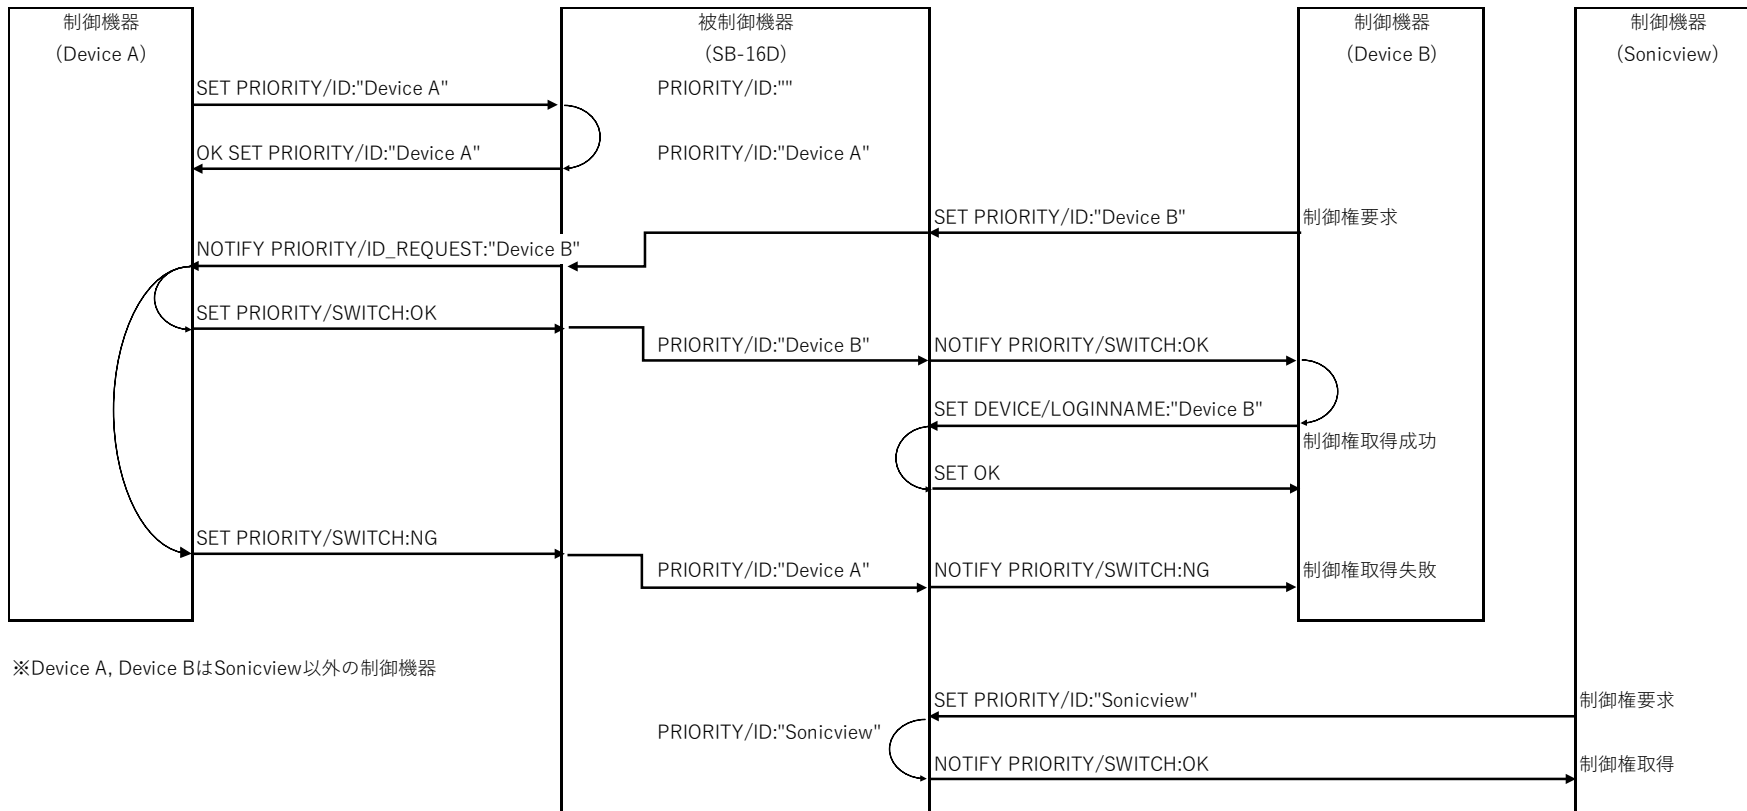 制御機器
（Device A）
被制御機器
（SB-16D）
制御機器
（Device B）
制御機器
（Sonicview）
SET PRIORITY/ID:"Device A"
PRIORITY/ID:""
OK SET PRIORITY/ID:"Device A"
PRIORITY/ID:"Device A"
SET PRIORITY/ID:"Device B"
制御権要求
NOTIFY PRIORITY/ID_REQUEST:"Device B"
SET PRIORITY/SWITCH:OK
PRIORITY/ID:"Device B"
NOTIFY PRIORITY/SWITCH:OK
SET DEVICE/LOGINNAME:"Device B"
制御権取得成功
SET OK
SET PRIORITY/SWITCH:NG
PRIORITY/ID:"Device A"
NOTIFY PRIORITY/SWITCH:NG
制御権取得失敗
※Device A, Device BはSonicview以外の制御機器
SET PRIORITY/ID:"Sonicview"
制御権要求
PRIORITY/ID:"Sonicview"
NOTIFY PRIORITY/SWITCH:OK
制御権取得